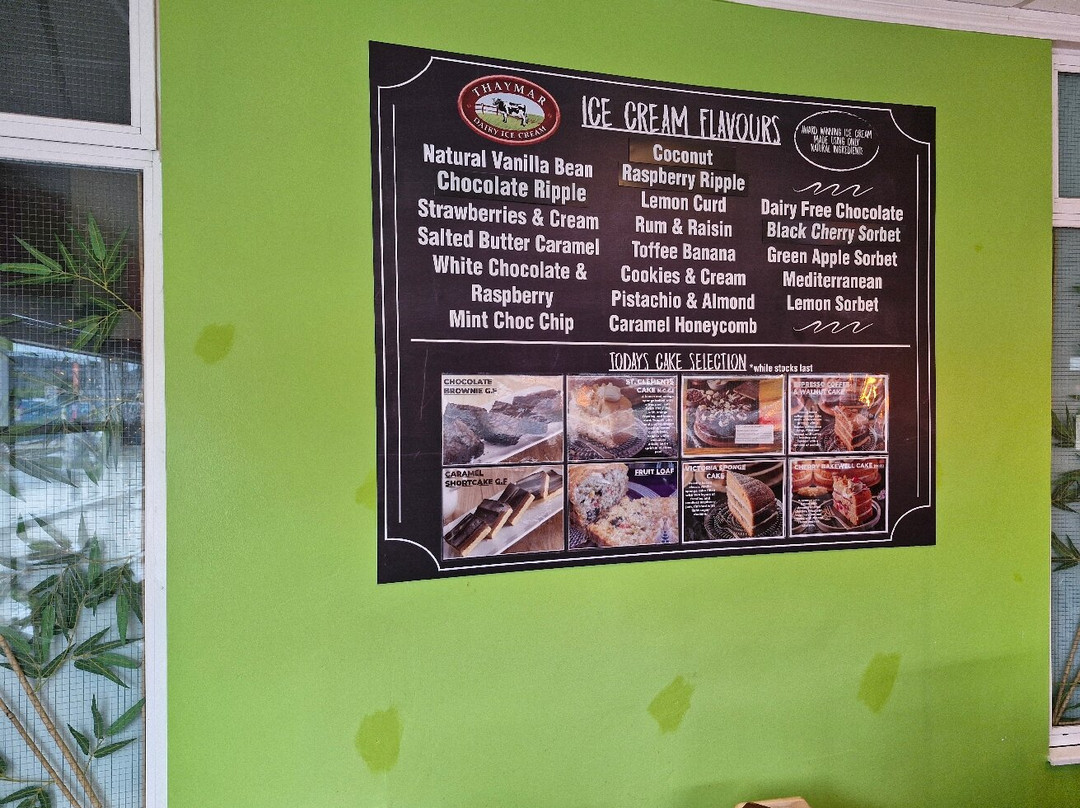 THAYMAR
DAIRY ICE CREAM
ICE CREAM FLAVOURS
AWARD WINNING ICE CREAM
MADE USING ONLY
NATURAL INGREDIENTS
Natural Vanilla Bean
Chocolate Ripple
Strawberries & Cream
Salted Butter Caramel
White Chocolate &
Raspberry
Mint Choc Chip
Coconut
Raspberry Ripple
Lemon Curd
Rum & Raisin
Toffee Banana
Cookies & Cream
Pistachio & Almond
Caramel Honeycomb
Dairy Free Chocolate
Black Cherry Sorbet
Green Apple Sorbet
Mediterranean
Lemon Sorbet
TODAYS CAKE SELECTION *while stocks last
CHOCOLATE
BROWNIE G.F
ST. CLEMENTS
CAKE
ESPRESSO COFFEE
& WALNUT CAKE
CARAMEL
SHORTCAKE G.F
FRUIT LOAF
VICTORIA SPONGE
CAKE
CHERRY BAKEWELL CAKE